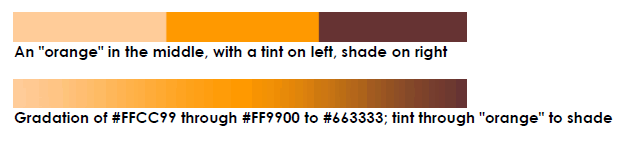 An "orange" in the middle, with a tint on left, shade on right
Gradation of #FFCC99 through #FF9900 to #663333; tint through "orange" to shade